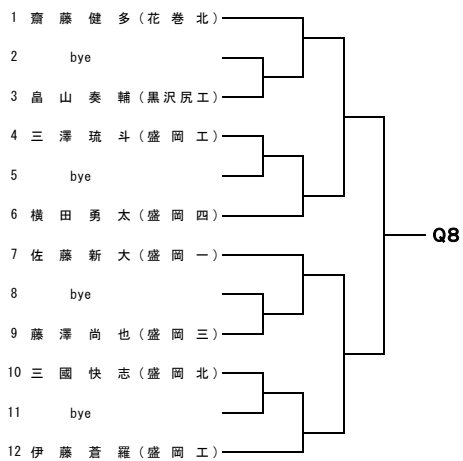 1 齋藤健多(花巻北)
2 bye
3 畠山奏輔(黒沢尻工)
4 三澤琉斗(盛岡工)
5 bye
6 横田勇太(盛岡四)
Q8
7 佐藤新大(盛岡一)
8 bye
9 藤澤尚也(盛岡三)
10 三國快志(盛岡北)
11 bye
12 伊藤蒼羅(盛岡工)